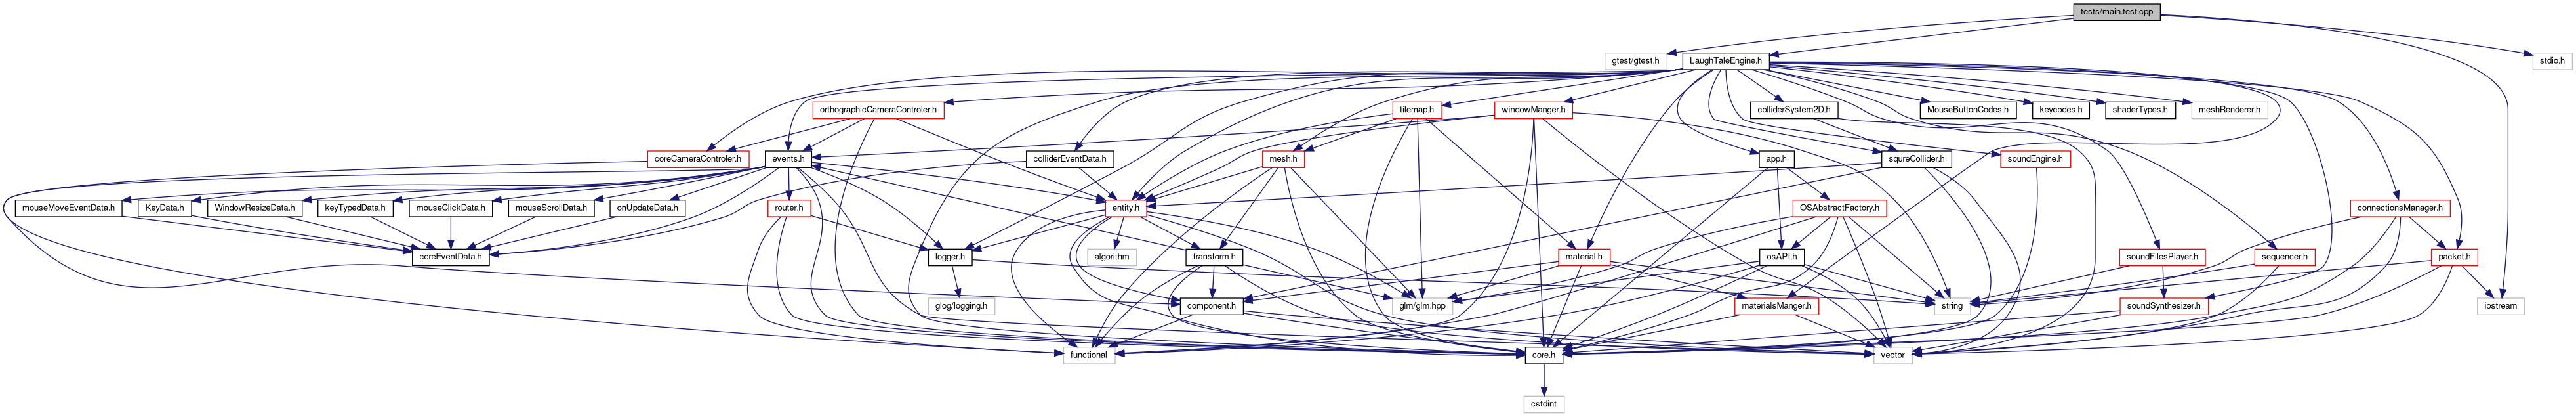 tests/main.test.cpp
gtest/gtest.h
LaughTaleEngine.h
stdio.h
orthographicCameraControler.h
tilemap.h
windowManger.h
colliderSystem2D.h
MouseButtonCodes.h
keycodes.h
shaderTypes.h
meshRenderer.h
coreCameraControler.h
events.h
colliderEventData.h
mesh.h
app.h
squreCollider.h
soundEngine.h
mouseMoveEventData.h
KeyData.h
WindowResizeData.h
keyTypedData.h
mouseClickData.h
mouseScrollData.h
onUpdateData.h
router.h
entity.h
OSAbstractFactory.h
connectionsManager.h
coreEventData.h
logger.h
algorithm
transform.h
material.h
osAPI.h
soundFilesPlayer.h
sequencer.h
packet.h
glog/logging.h
component.h
glm/glm.hpp
materialsManger.h
string
soundSynthesizer.h
iostream
functional
core.h
vector
cstdint